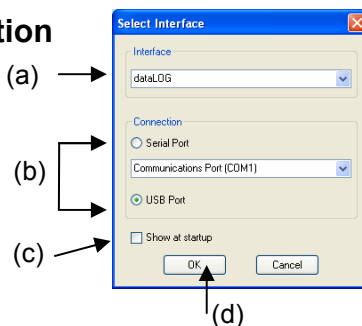 tion
Select Interface
Interface
(a)
dataLOG
Connection
Serial Port
Communications Port (COM1)
(b)
USB Port
Show at startup
(c)
OK Cancel
(d)